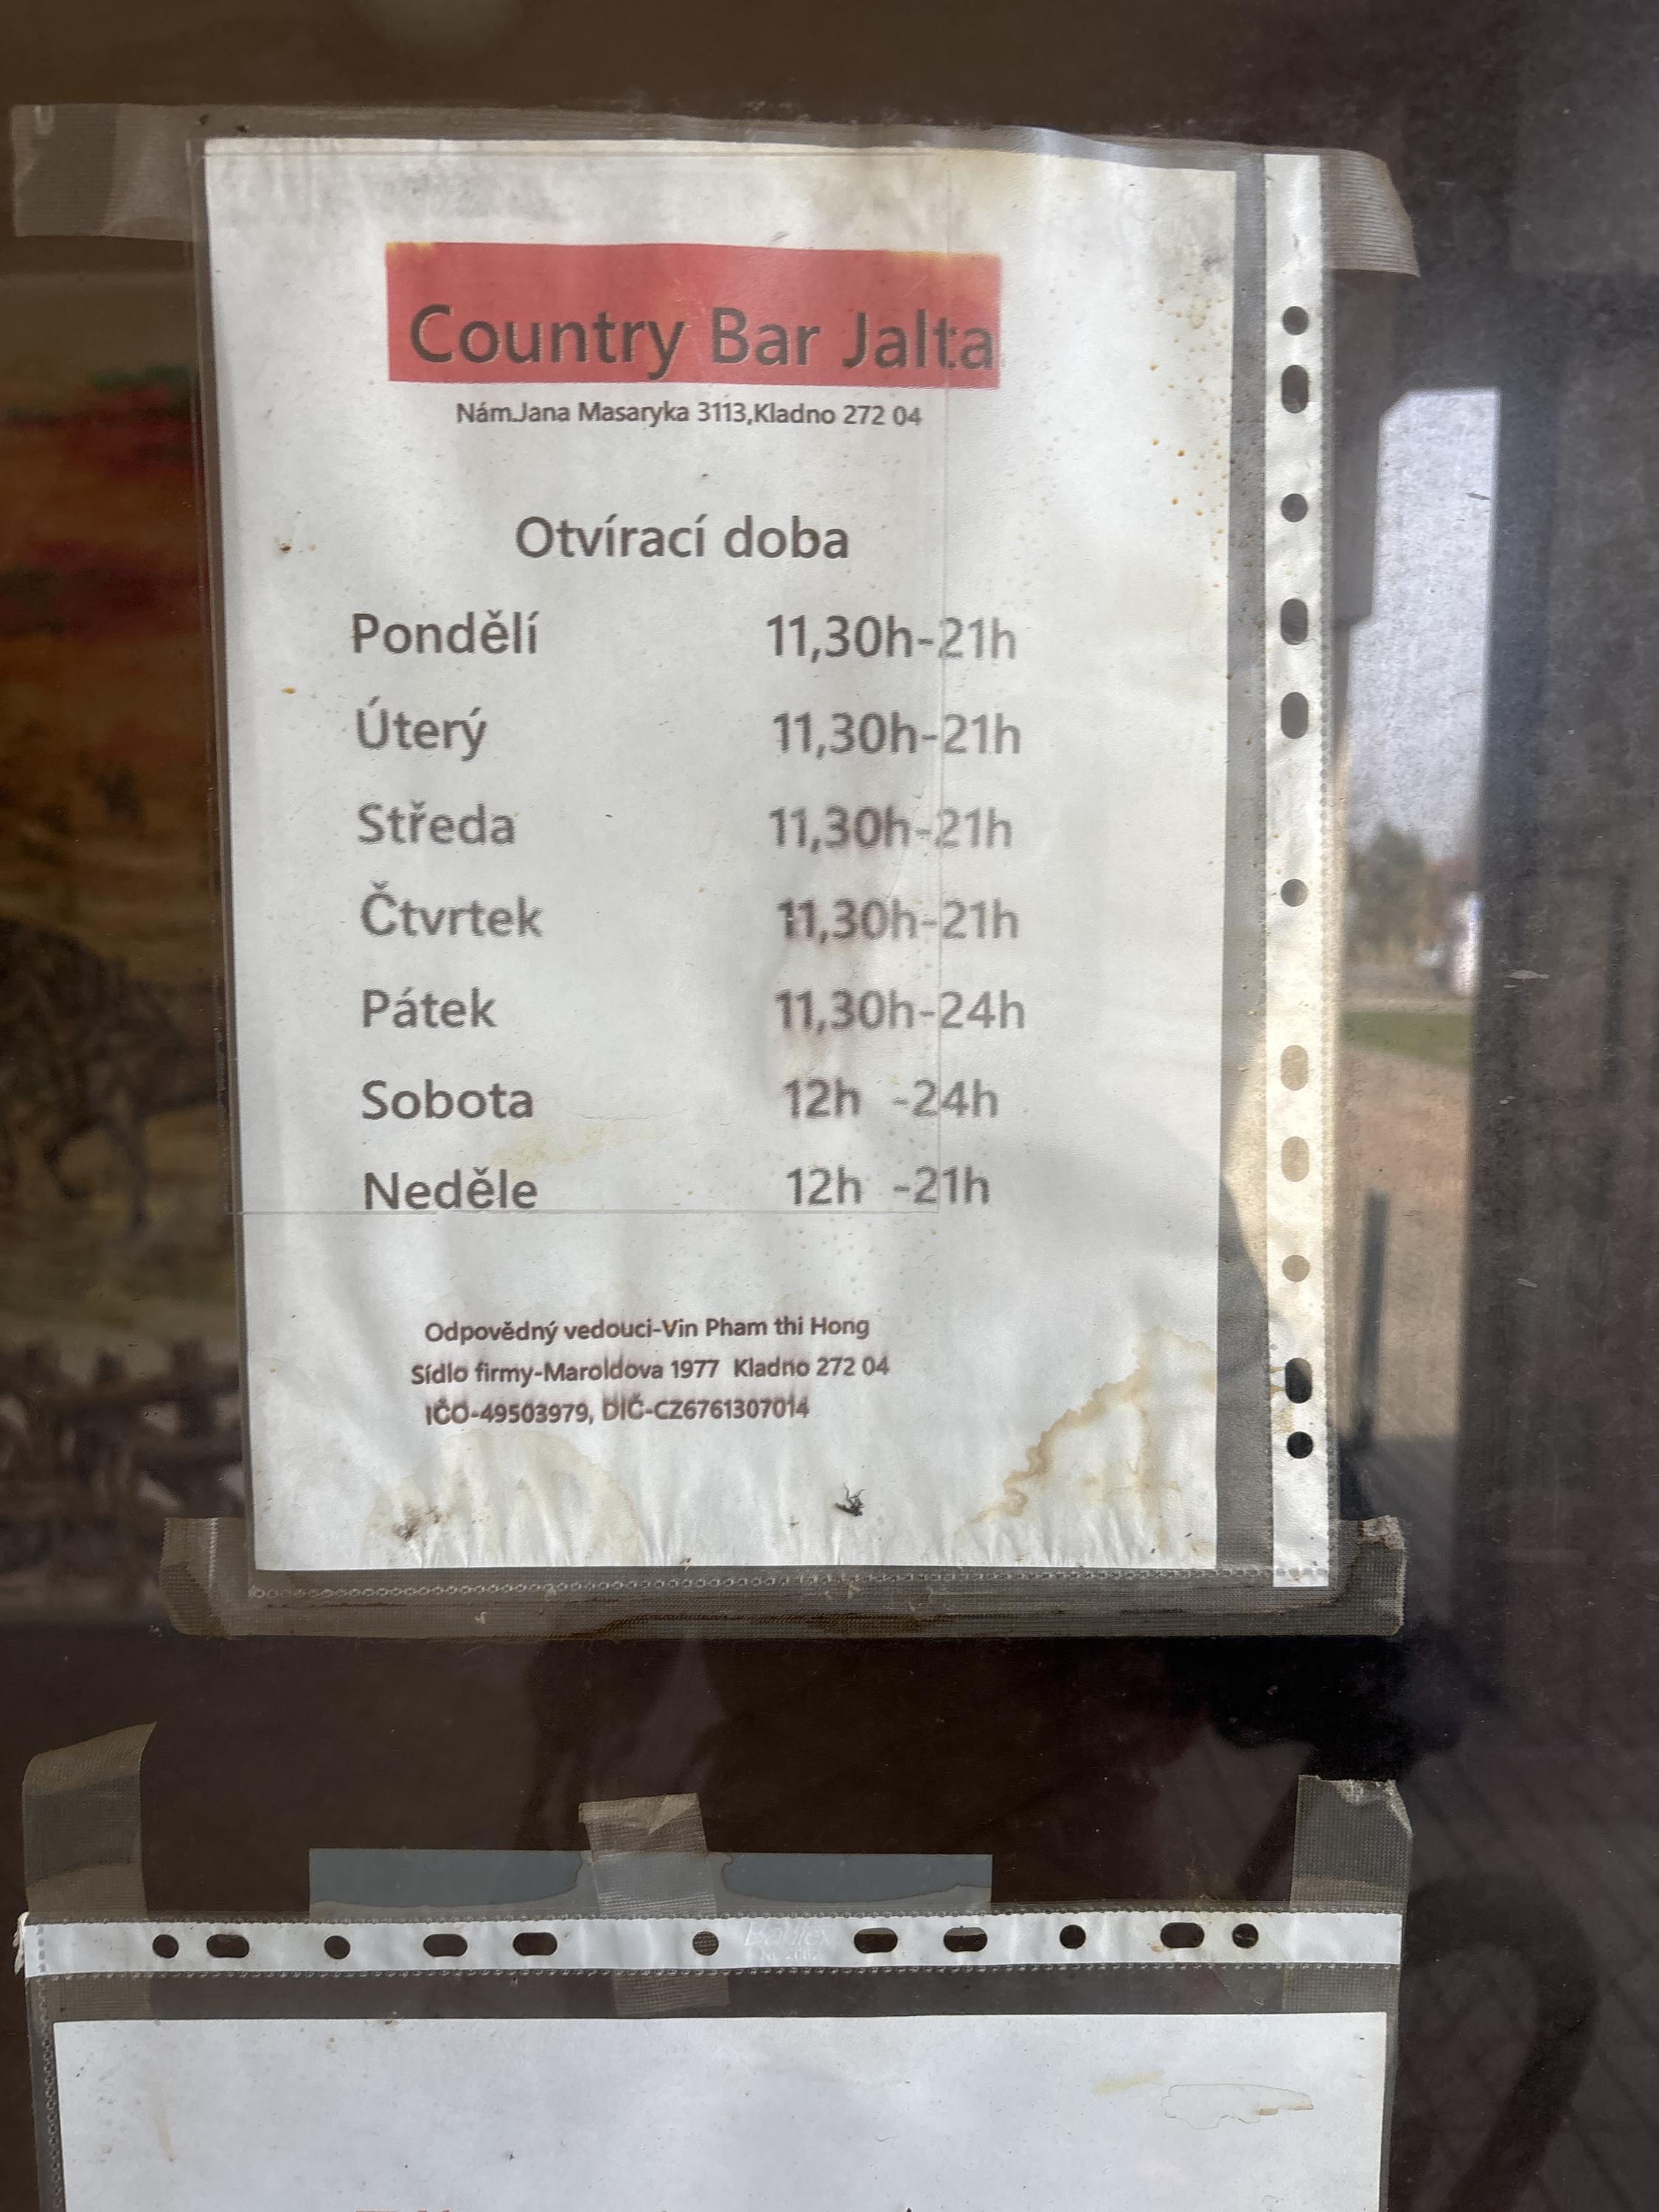 Country Bar Jalta
Nám.Jana Masaryka 3113,Kladno 272 04
Otvírací doba
Pondělí 11,30h-21h
Úterý 11,30h-21h
Středa 11,30h-21h
Čtvrtek 11,30h-21h
Pátek 11,30h-24h
Sobota 12h -24h
Neděle 12h -21h
Odpovědný vedouci-Vin Pham thi Hong
Sídlo firmy-Maroldova 1977 Kladno 272 04
IČO-49503979, DIČ-CZ6761307014